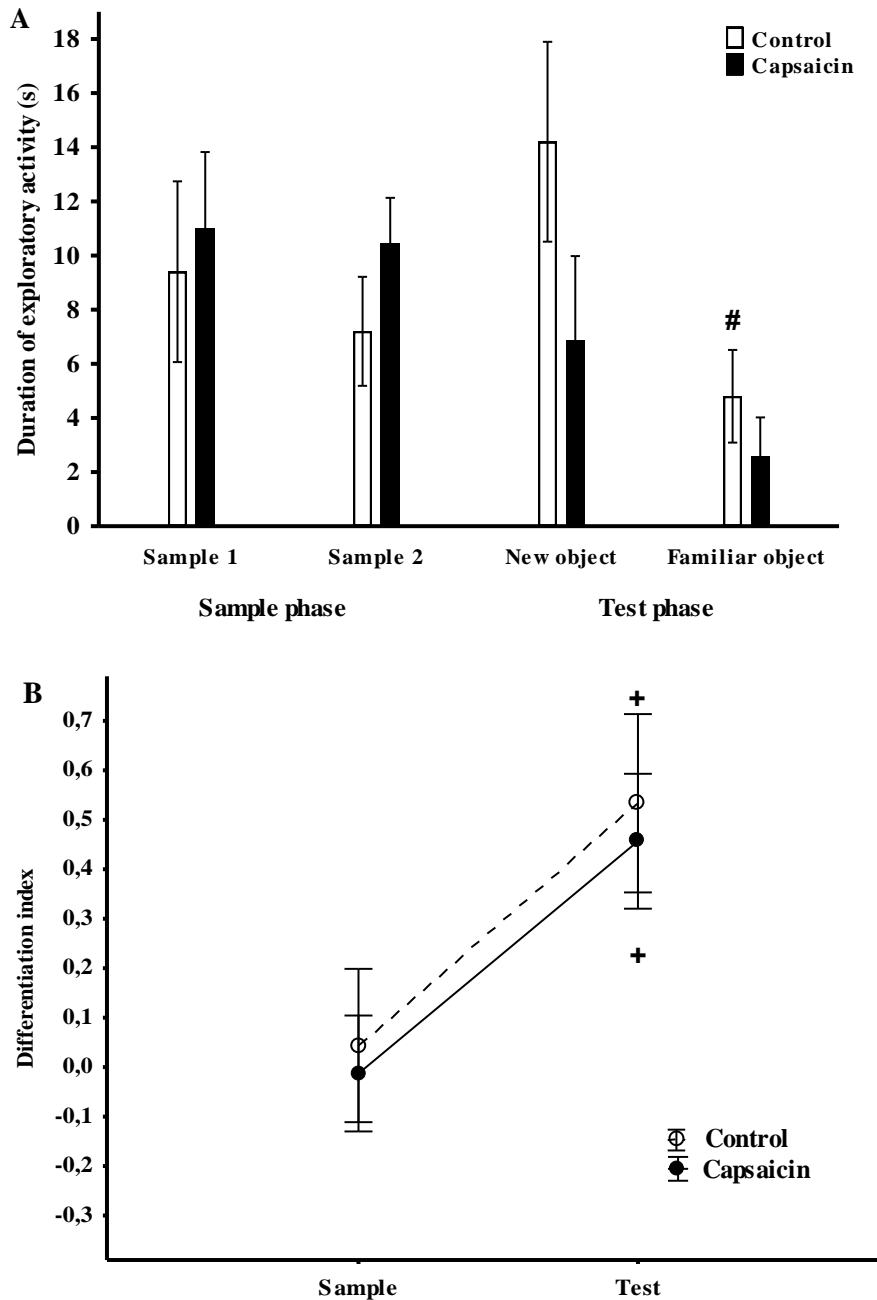 A
Duration of exploratory activity (s)
18
16
14
12
10
8
6
4
2
0
Control
Capsaicin
#
Sample 1 Sample 2 New object Familiar object
Sample phase Test phase
B
Differentiation index
0,7
0,6
0,5
0,4
0,3
0,2
0,1
0,0
-0,1
-0,2
-0,3
+
+
Control
Capsaicin
Sample Test